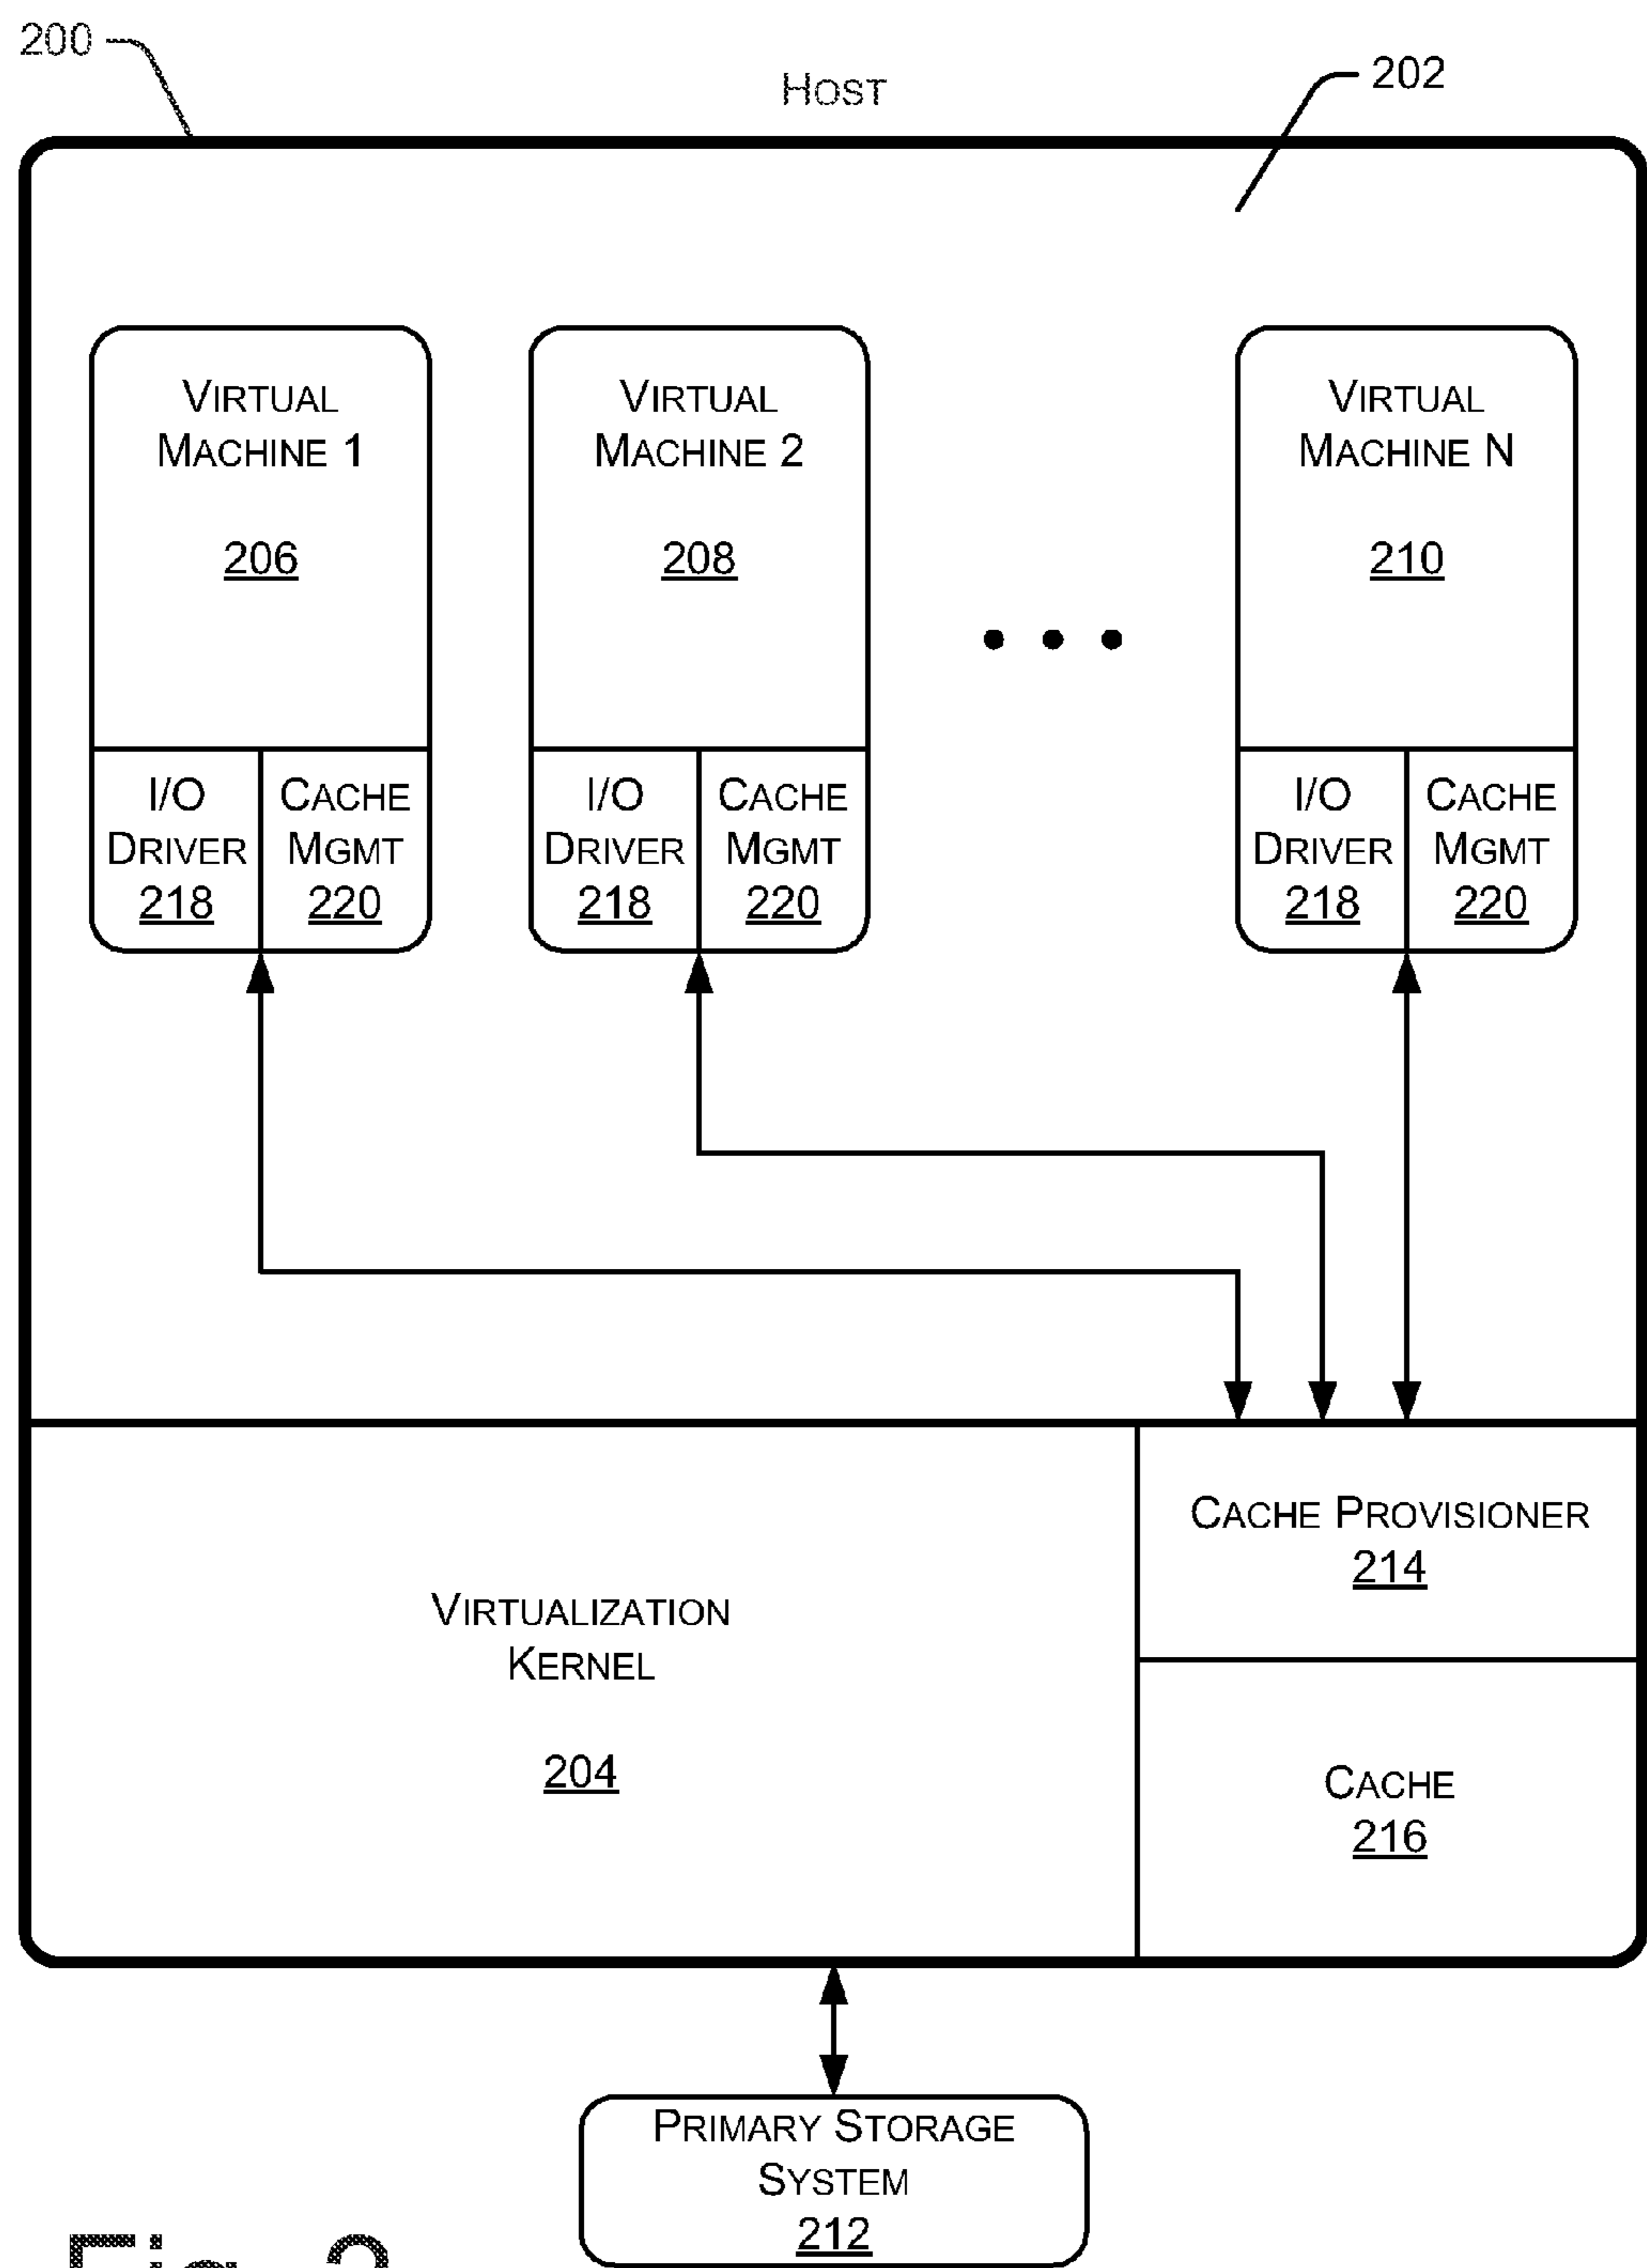 200
HOST
202
VIRTUAL
MACHINE 1
206
VIRTUAL
MACHINE 2
208
VIRTUAL
MACHINE N
210
I/O
DRIVER
218
CACHE
MGMT
220
I/O
DRIVER
218
CACHE
MGMT
220
I/O
DRIVER
218
CACHE
MGMT
220
VIRTUALIZATION
KERNEL
204
CACHE PROVISIONER
214
CACHE
216
PRIMARY STORAGE
SYSTEM
212